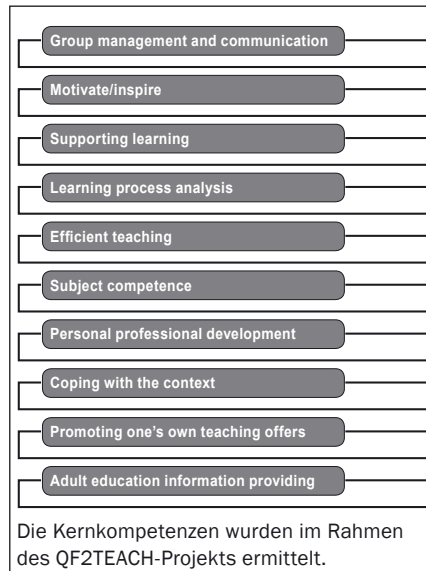 Group management and communication
Motivate/inspire
Supporting learning
Learning process analysis
Efficient teaching
Subject competence
Personal professional development
Coping with the context
Promoting one's own teaching offers
Adult education information providing
Die Kernkompetenzen wurden im Rahmen
des QF2TEACH-Projekts ermittelt.